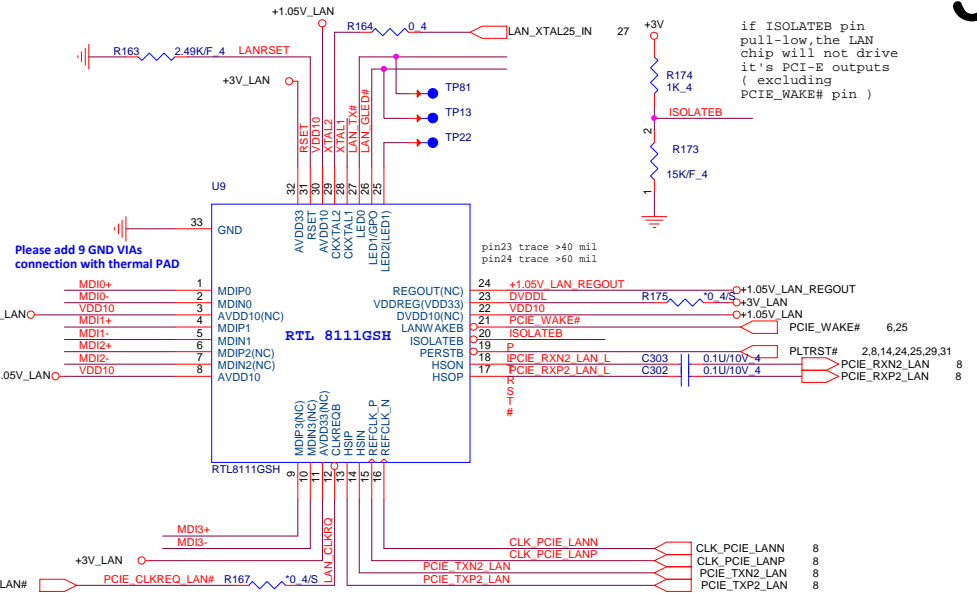 +1.05V_LAN
R164
0_4
LAN_XTAL25_IN
27
+3V
if ISOLATEB pin
pull-low,the LAN
chip will not drive
it's PCI-E outputs
( excluding
PCIE_WAKE# pin )
R163
2.49K/F_4
LANRSET
+3V_LAN
TP81
TP13
TP22
R174
1K_4
ISOLATEB
2
R173
15K/F_4
1
RSET
VDD10
XTAL2
XTAL1
LAN_TX#
LAN_GLED#
32
31
30
29
28
27
26
25
U9
AVDD33
RSET
AVDD10
CKXTAL2
CKXTAL1
LED0
LED1/GPO
LED2(LED1)
33
GND
Please add 9 GND VIAs
connection with thermal PAD
pin23 trace >40 mil
pin24 trace >60 mil
MDI0+
1
MDIP0
MDI0-
2
MDIN0
VDD10
3
AVDD10(NC)
_LAN
MDI1+
4
MDIP1
MDI1-
5
MDIN1
MDI2+
6
MDIP2(NC)
MDI2-
7
MDIN2(NC)
.05V_LAN
VDD10
8
AVDD10
RTL 8111GSH
REGOUT(NC)
24
+1.05V_LAN_REGOUT
+1.05V_LAN_REGOUT
VDDREG(VDD33)
23
DVDDL
R175
*0_4/S
+3V_LAN
DVDD10(NC)
22
VDD10
+1.05V_LAN
LANWAKEB
21
PCIE_WAKE#
PCIE_WAKE#
6,25
ISOLATEB
20
ISOLATEB
PERSTB
19
PLTRST#
PLTRST#
2,8,14,24,25,29,31
HSON
18
PCIE_RXN2_LAN_L
C303
0.1U/10V_4
PCIE_RXN2_LAN
8
HSOP
17
PCIE_RXP2_LAN_L
C302
0.1U/10V_4
PCIE_RXP2_LAN
8
MDIP3(NC)
MDIN3(NC)
AVDD33(NC)
CLKREQB
HSIP
HSIN
REFCLK_P
REFCLK_N
RTL8111GSH
9
10
11
12
13
14
15
16
MDI3+
MDI3-
LAN_CLKRQ
+3V_LAN
LAN#
PCIE_CLKREQ_LAN#
R167
*0_4/S
CLK_PCIE_LANN
CLK_PCIE_LANN
8
CLK_PCIE_LANP
CLK_PCIE_LANP
8
PCIE_TXN2_LAN
PCIE_TXN2_LAN
8
PCIE_TXP2_LAN
PCIE_TXP2_LAN
8